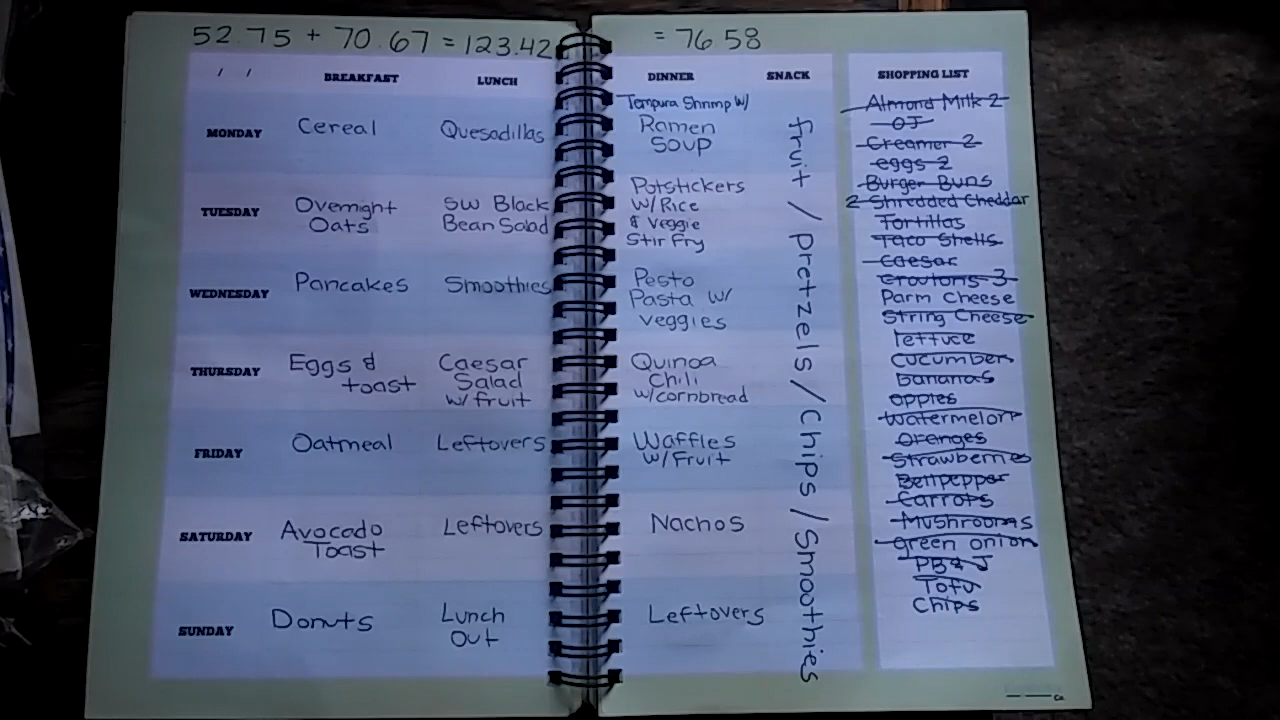 52.75 + 70.67 = 123.42
= 76.58
BREAKFAST LUNCH DINNER SNACK SHOPPING LIST
MONDAY
Cereal
Quesadillas
Tempura Shrimp W/
Ramen
Soup
TUESDAY
Overnight
Oats
SW Black
Bean Salad
Potstickers
W/Rice
& Veggie
Stir Fry
WEDNESDAY
Pancakes
Smoothies
Pesto
Pasta w/
veggies
THURSDAY
Eggs &
toast
Caesar
Salad
w/fruit
Quinoa
Chili
w/cornbread
FRIDAY
Oatmeal
Leftovers
Waffles
w/Fruit
SATURDAY
Avocado
Toast
Leftovers
Nachos
SUNDAY
Donuts
Lunch
Out
Leftovers
fruit / pretzels / Chips / Smoothies
Almond Milk 2
OJ
Creamer 2
eggs 2
Burger Buns
2 Shredded Cheddar
Tortillas
Taco Shells
Caesar
Croutons 3
Parm Cheese
String Cheese
lettuce
Cucumber
bananas
apples
Watermelon
Oranges
Strawberries
Bellpepper
Carrots
Mushrooms
green onion
PB & J
Tofu
Chips